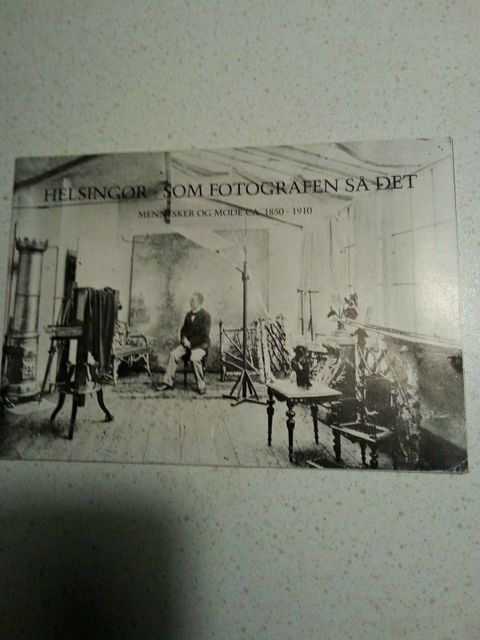 HELSINGØR - SOM FOTOGRAFEN SÅ DET
MENNESKER OG MODE CA. 1850 - 1910